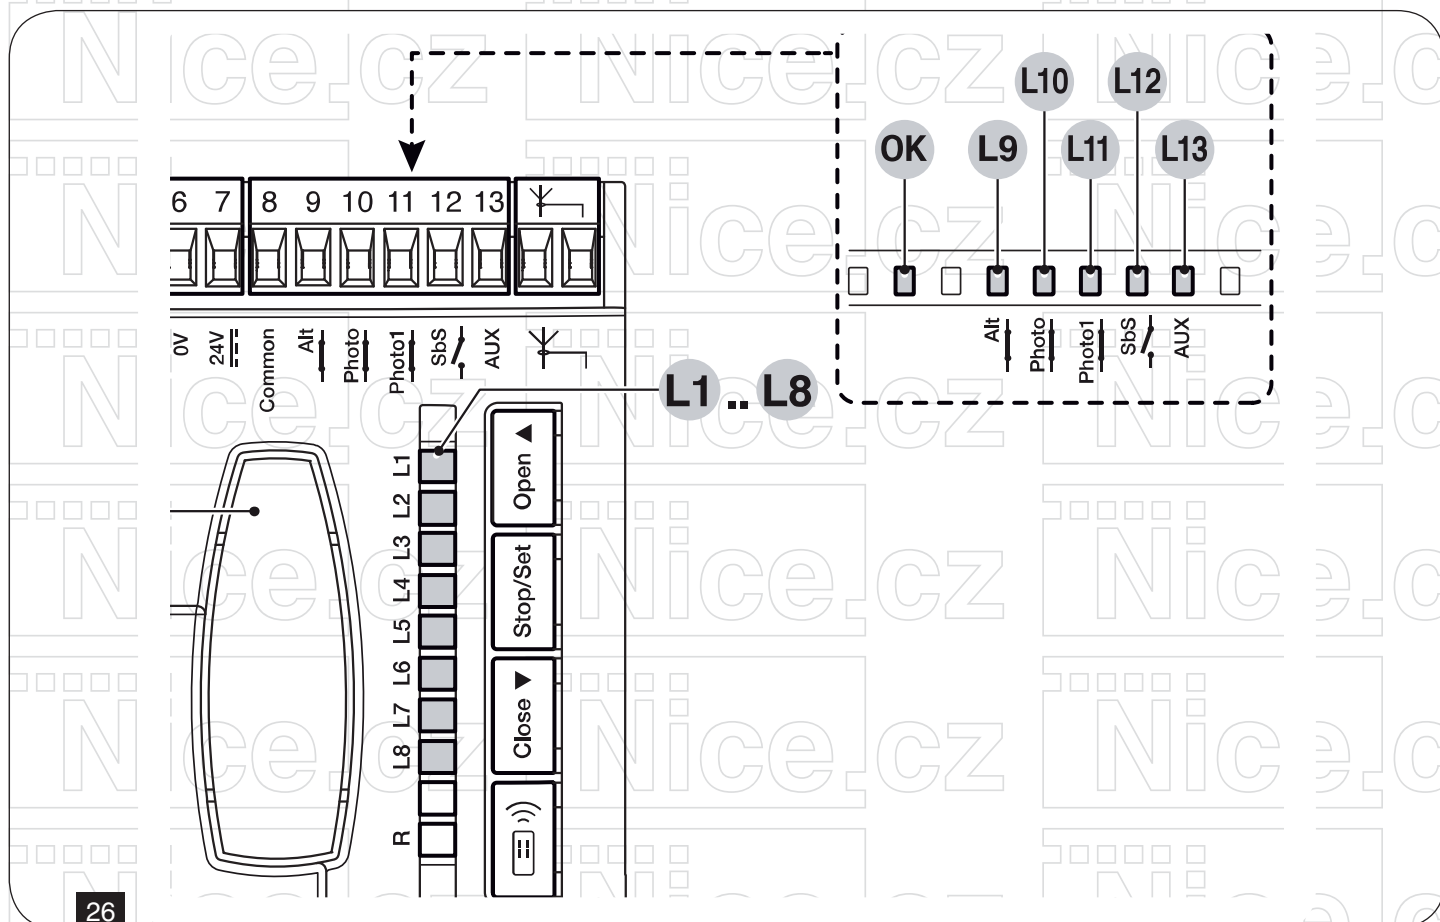 L10 L12
OK L9 L11 L13
6 7 8 9 10 11 12 13
0V
24V
Common
Alt
Photo
Photo1
SbS
AUX
Alt
Photo
Photo1
SbS
AUX
L1 .. L8
L1
L2
L3
L4
L5
L6
L7
L8
R
Open ▲
Stop/Set
Close ▼
26
Nice.cz